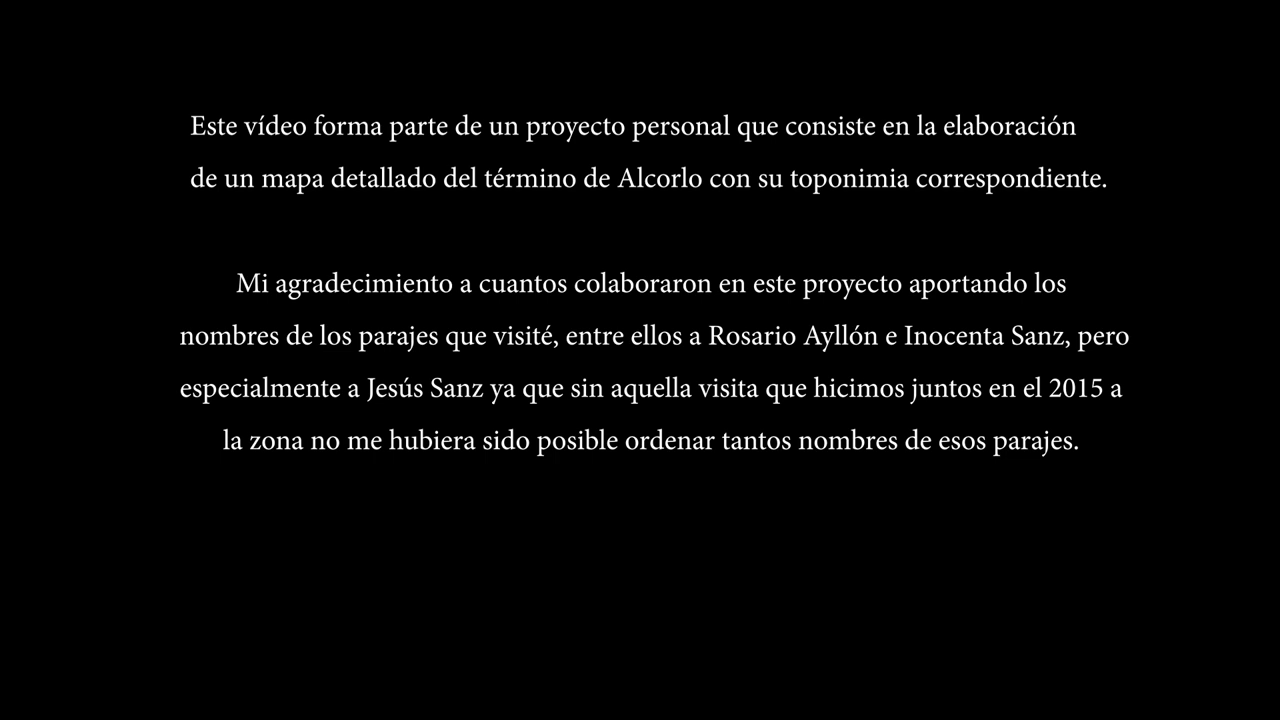 Este vídeo forma parte de un proyecto personal que consiste en la elaboración
de un mapa detallado del término de Alcorlo con su toponimia correspondiente.
Mi agradecimiento a cuantos colaboraron en este proyecto aportando los
nombres de los parajes que visité, entre ellos a Rosario Ayllón e Inocenta Sanz, pero
especialmente a Jesús Sanz ya que sin aquella visita que hicimos juntos en el 2015 a
la zona no me hubiera sido posible ordenar tantos nombres de esos parajes.